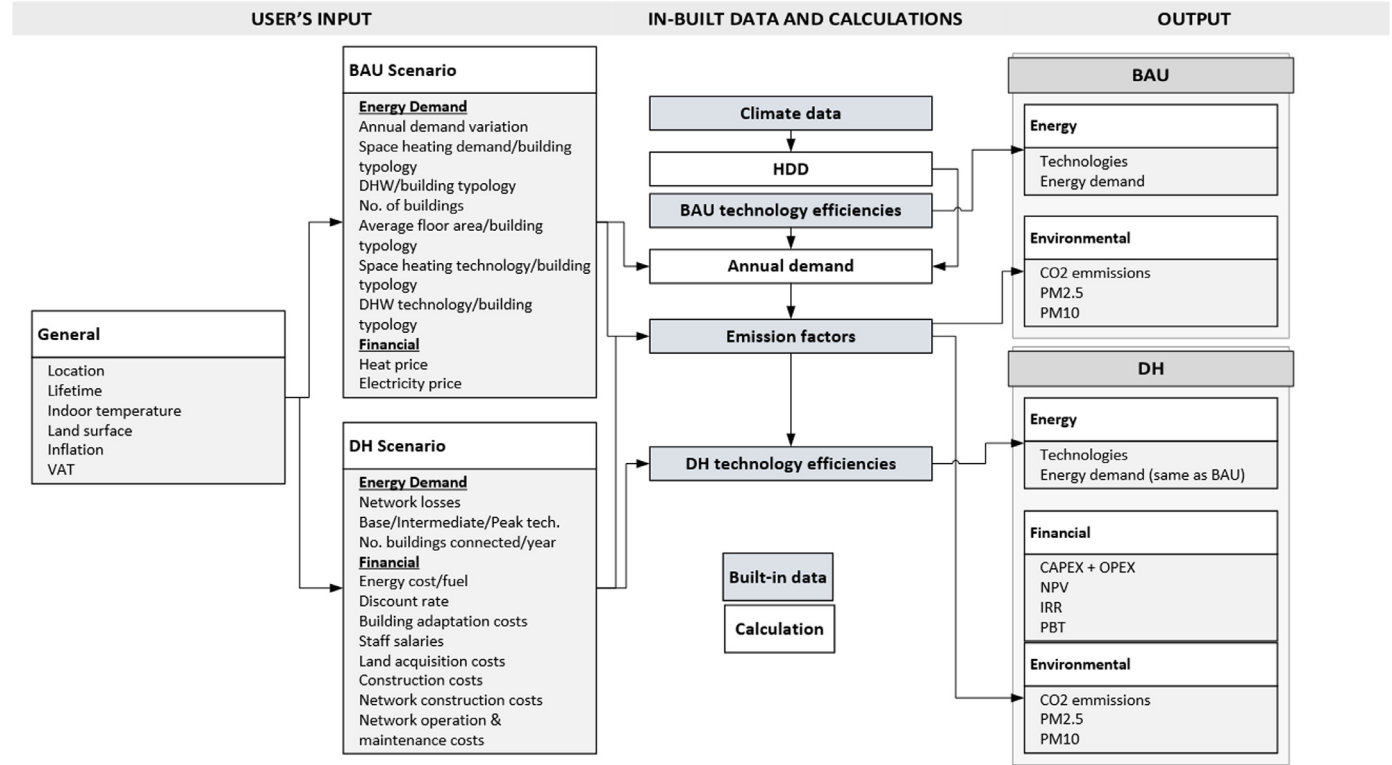 USER'S INPUT
IN-BUILT DATA AND CALCULATIONS
OUTPUT
General
Location
Lifetime
Indoor temperature
Land surface
Inflation
VAT
BAU Scenario
Energy Demand
Annual demand variation
Space heating demand/building
typology
DHW/building typology
No. of buildings
Average floor area/building
typology
Space heating technology/building
typology
DHW technology/building
typology
Financial
Heat price
Electricity price
DH Scenario
Energy Demand
Network losses
Base/Intermediate/Peak tech.
No. buildings connected/year
Financial
Energy cost/fuel
Discount rate
Building adaptation costs
Staff salaries
Land acquisition costs
Construction costs
Network construction costs
Network operation &
maintenance costs
Climate data
HDD
BAU technology efficiencies
Annual demand
Emission factors
DH technology efficiencies
Built-in data
Calculation
BAU
Energy
Technologies
Energy demand
Environmental
CO2 emmissions
PM2.5
PM10
DH
Energy
Technologies
Energy demand (same as BAU)
Financial
CAPEX + OPEX
NPV
IRR
PBT
Environmental
CO2 emmissions
PM2.5
PM10